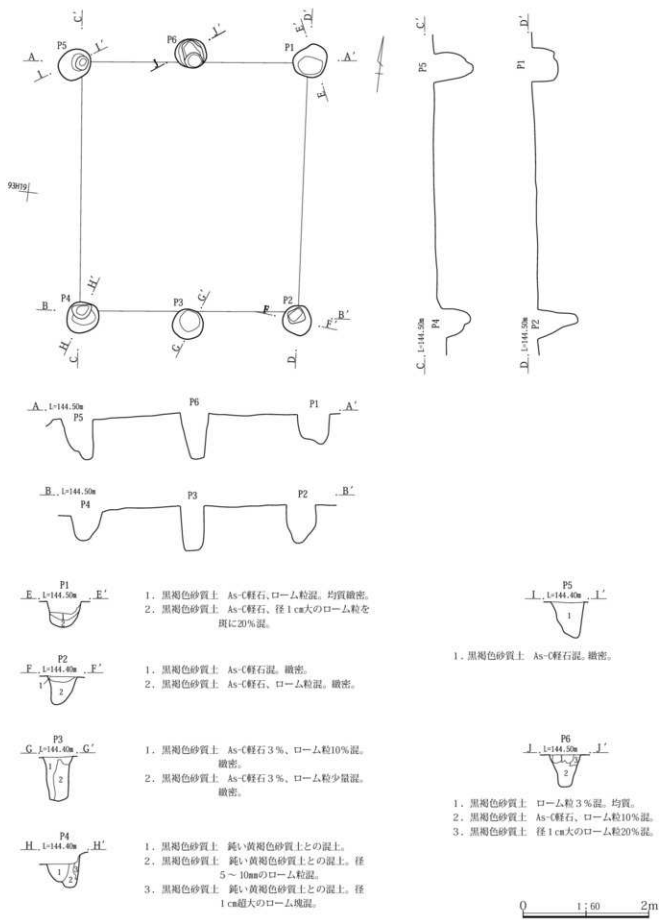 C'
E'
D'
P5
P6
P1
A
I'
J'
A'
I
J
E
93H19
H'
G'
P4
P3
P2
B
F
B'
F'
H
G
C
D
C'
D'
P5
P1
P4
P2
C L=144.50m
D L=144.50m
A L=144.50m A'
P5
P6
P1
B L=144.50m B'
P4
P3
P2
P1
E L=144.50m E'
1. 黒褐色砂質土 As-C軽石、ローム粒混。均質緻密。
2. 黒褐色砂質土 As-C軽石、径1cm大のローム粒を
斑に20%混。
P2
F L=144.40m F'
1
2
1. 黒褐色砂質土 As-C軽石混。緻密。
2. 黒褐色砂質土 As-C軽石、ローム粒混。緻密。
P3
G L=144.40m G'
1
2
1. 黒褐色砂質土 As-C軽石3%、ローム粒10%混。
緻密。
2. 黒褐色砂質土 As-C軽石3%、ローム粒少量混。
緻密。
P4
H L=144.40m H'
1
2
1. 黒褐色砂質土 鈍い黄褐色砂質土との混土。
2. 黒褐色砂質土 鈍い黄褐色砂質土との混土。径
5～10mmのローム粒混。
3. 黒褐色砂質土 鈍い黄褐色砂質土との混土。径
1cm超大のローム塊混。
P5
I L=144.40m I'
1
1. 黒褐色砂質土 As-C軽石混。緻密。
P6
J L=144.50m J'
2
1. 黒褐色砂質土 ローム粒3%混。均質。
2. 黒褐色砂質土 As-C軽石、ローム粒10%混。
3. 黒褐色砂質土 径1cm大のローム粒20%混。
0 1:60 2m